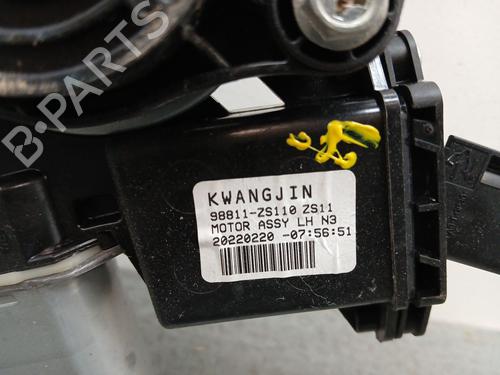 KWANGJIN
98811-ZS110 ZS11
MOTOR ASSY LH N3
20220220 -07:56:51
B-PARTS